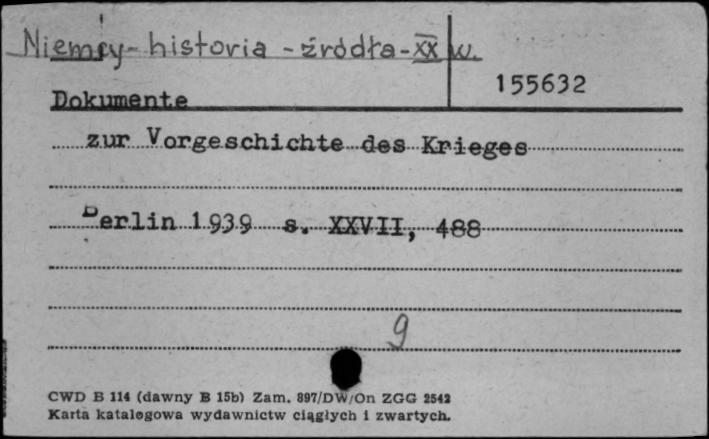 Niemcy - historia - źródła - XX w.
155632
Dokumente
zur Vorgeschichte des Krieges
Berlin 1939 s. XXVII, 488
9
CWD B 114 (dawny B 15b) Zam. 897/DW/On ZGG 2542
Karta katalogowa wydawnictw ciągłych i zwartych.